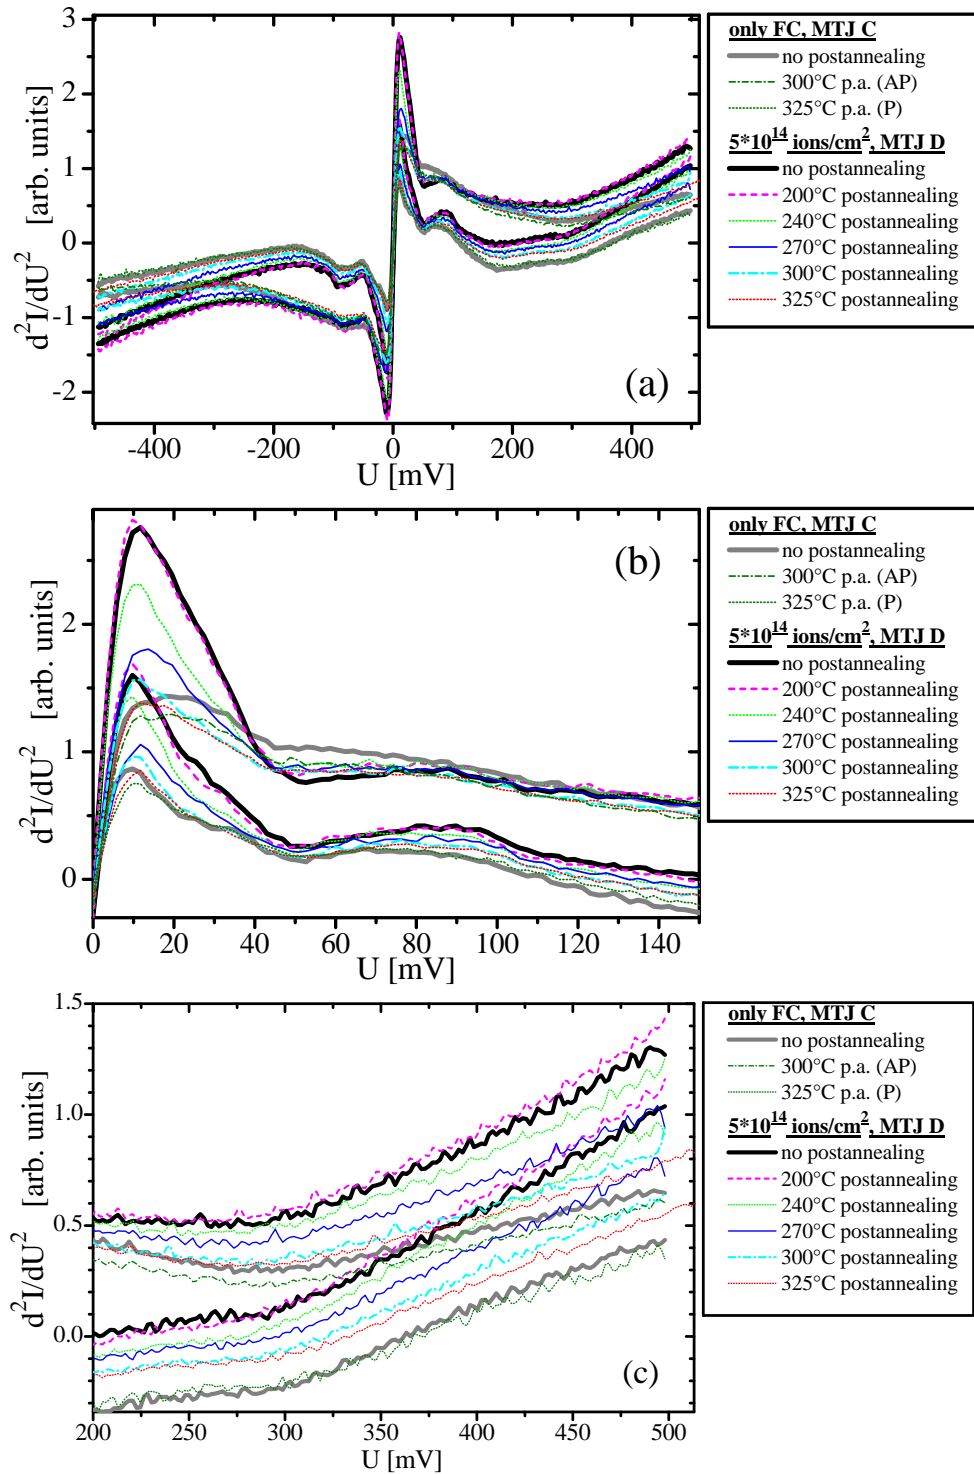 3
2
1
0
-1
-2
d²I/dU² [arb. units]
-400 -200 0 200 400
U [mV]
(a)
only FC, MTJ C
no postannealing
300°C p.a. (AP)
325°C p.a. (P)
5*10¹⁴ ions/cm², MTJ D
no postannealing
200°C postannealing
240°C postannealing
270°C postannealing
300°C postannealing
325°C postannealing
2
1
0
d²I/dU² [arb. units]
0 20 40 60 80 100 120 140
U [mV]
(b)
only FC, MTJ C
no postannealing
300°C p.a. (AP)
325°C p.a. (P)
5*10¹⁴ ions/cm², MTJ D
no postannealing
200°C postannealing
240°C postannealing
270°C postannealing
300°C postannealing
325°C postannealing
1.5
1.0
0.5
0.0
d²I/dU² [arb. units]
200 250 300 350 400 450 500
U [mV]
(c)
only FC, MTJ C
no postannealing
300°C p.a. (AP)
325°C p.a. (P)
5*10¹⁴ ions/cm², MTJ D
no postannealing
200°C postannealing
240°C postannealing
270°C postannealing
300°C postannealing
325°C postannealing